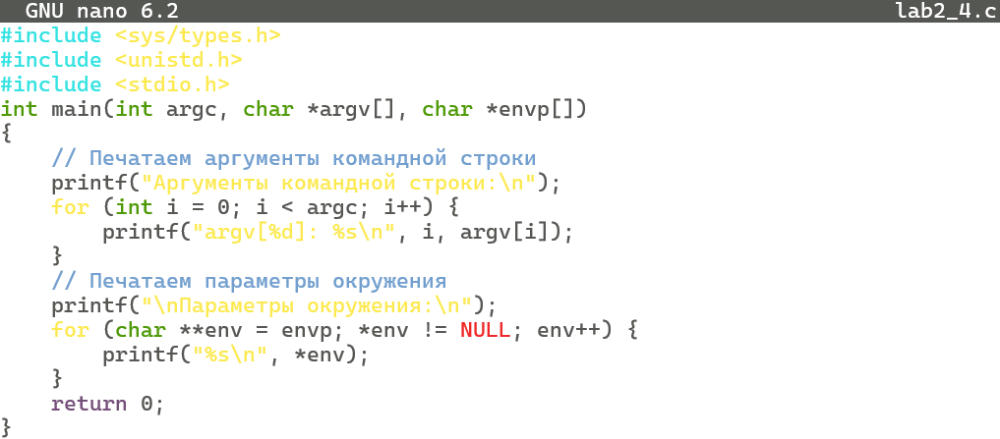 GNU nano 6.2 lab2_4.c
#include <sys/types.h>
#include <unistd.h>
#include <stdio.h>
int main(int argc, char *argv[], char *envp[])
{
    // Печатаем аргументы командной строки
    printf("Аргументы командной строки:\n");
    for (int i = 0; i < argc; i++) {
        printf("argv[%d]: %s\n", i, argv[i]);
    }
    // Печатаем параметры окружения
    printf("\nПараметры окружения:\n");
    for (char **env = envp; *env != NULL; env++) {
        printf("%s\n", *env);
    }
    return 0;
}